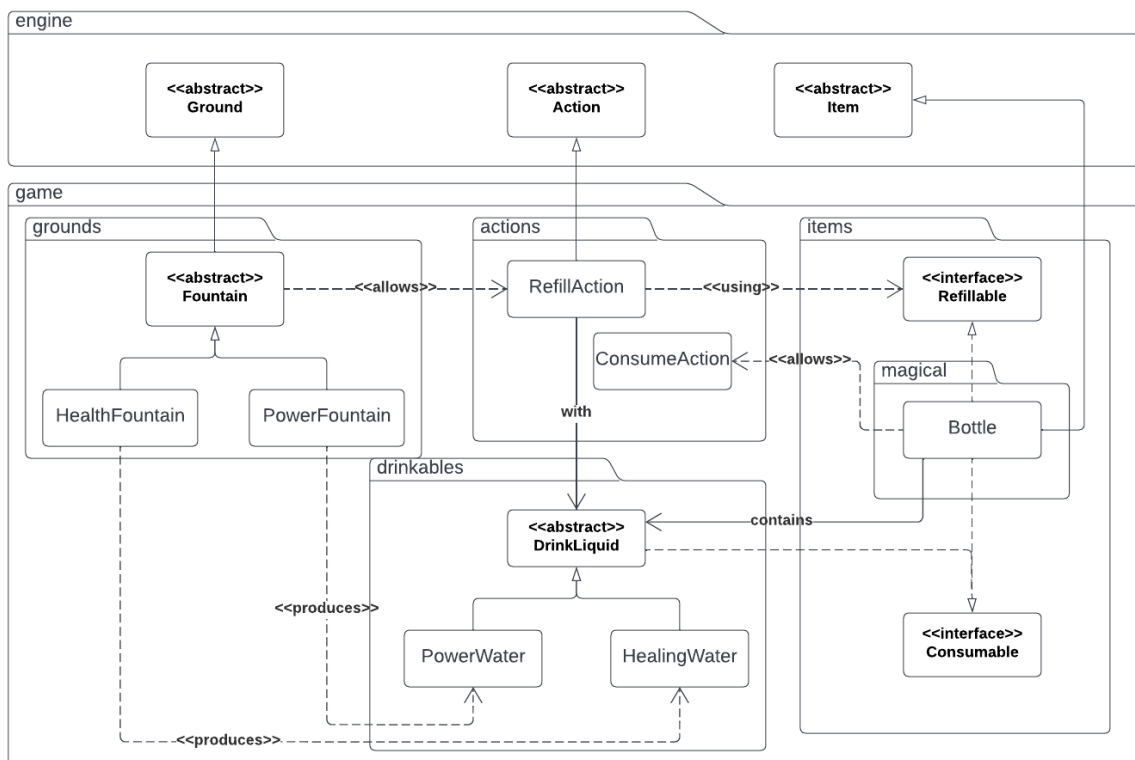 engine
<<abstract>>
Ground
<<abstract>>
Action
<<abstract>>
Item
game
grounds
actions
items
<<abstract>>
Fountain
<<allows>>
RefillAction
<<using>>
<<interface>>
Refillable
ConsumeAction
<<allows>>
magical
HealthFountain
PowerFountain
with
Bottle
drinkables
<<abstract>>
DrinkLiquid
contains
<<produces>>
PowerWater
HealingWater
<<interface>>
Consumable
<<produces>>